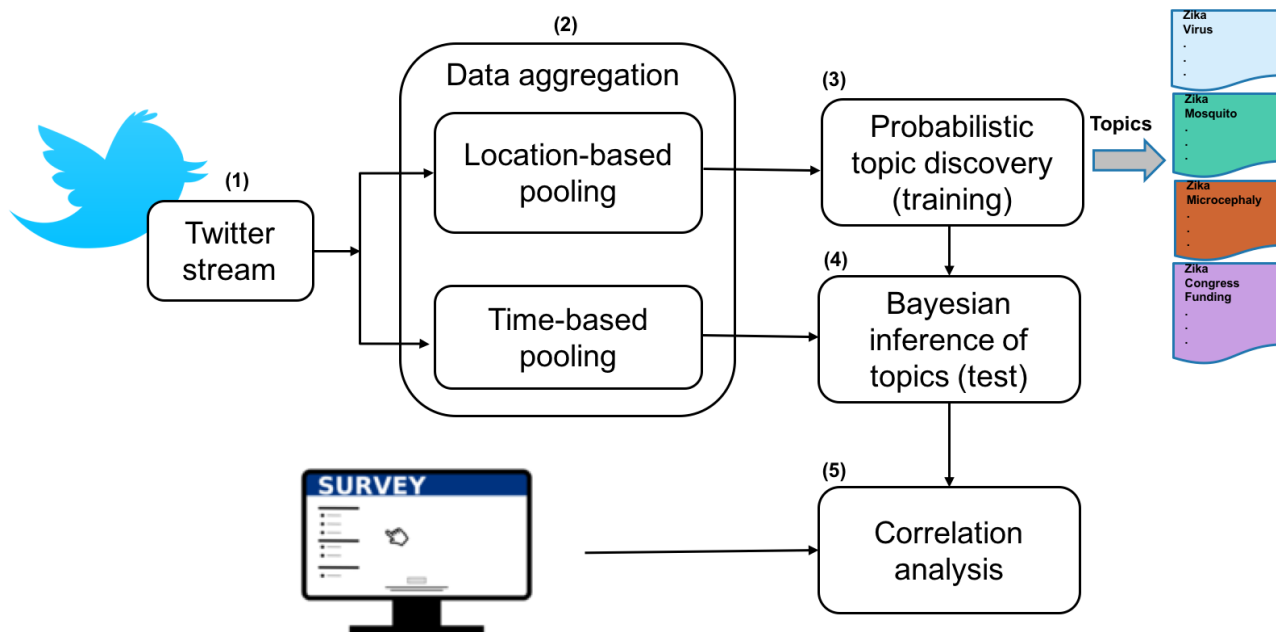 (1)
Twitter
stream
(2)
Data aggregation
Location-based
pooling
Time-based
pooling
(3)
Probabilistic
topic discovery
(training)
Topics
Zika
Virus
.
.
.
Zika
Mosquito
.
.
.
Zika
Microcephaly
.
.
.
Zika
Congress
Funding
.
.
.
(4)
Bayesian
inference of
topics (test)
SURVEY
(5)
Correlation
analysis